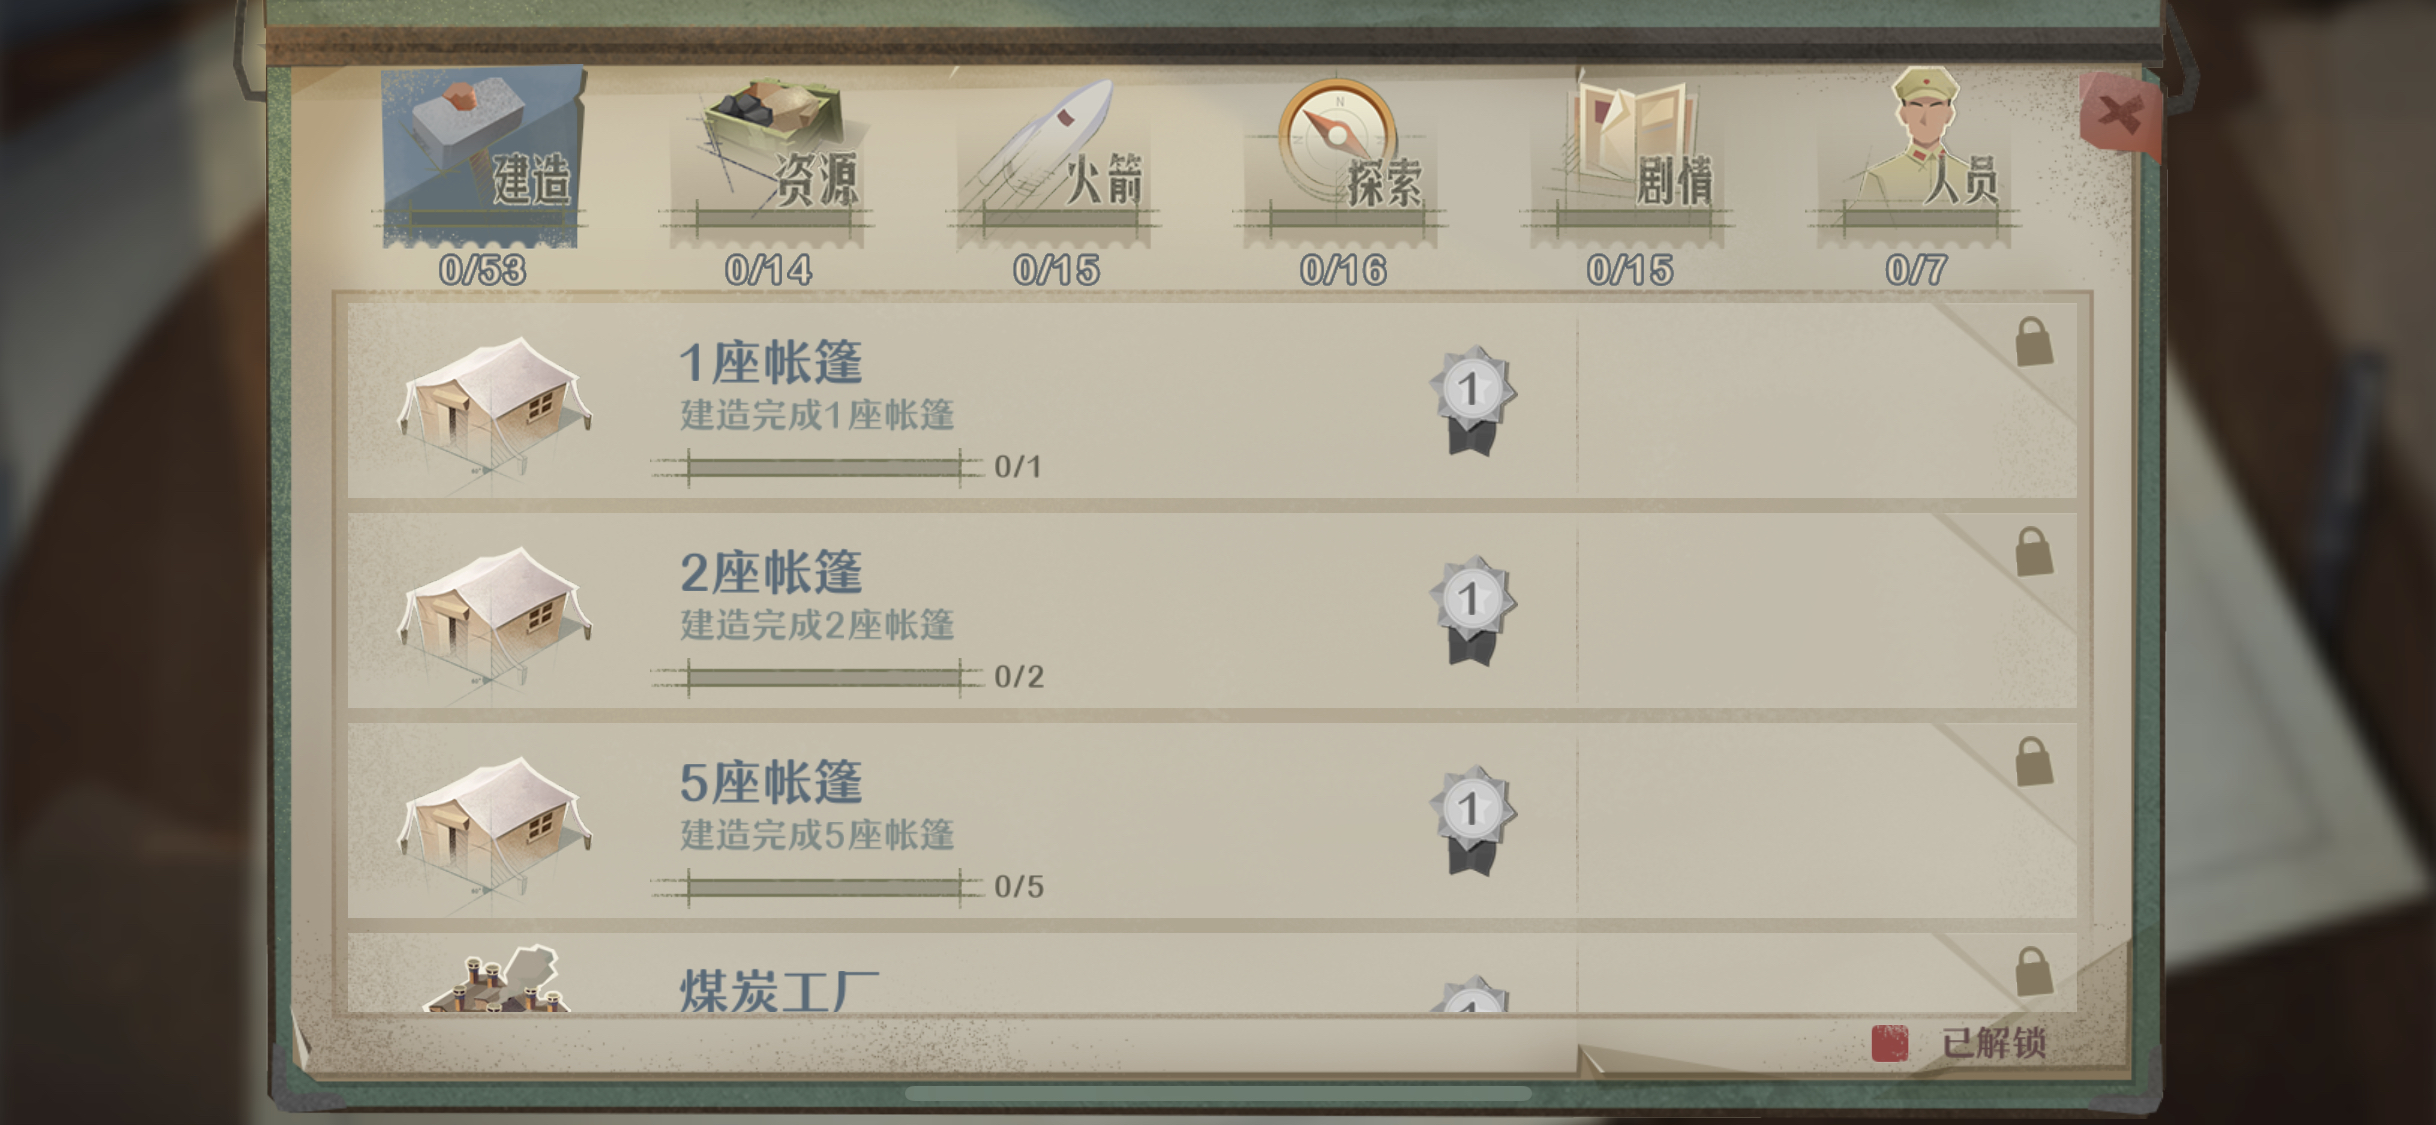 建造
资源
火箭
探索
剧情
人员
0/53
0/14
0/15
0/16
0/15
0/7
N
1座帐篷
建造完成1座帐篷
0/1
1
2座帐篷
建造完成2座帐篷
0/2
1
5座帐篷
建造完成5座帐篷
0/5
1
煤炭工厂
1
已解锁